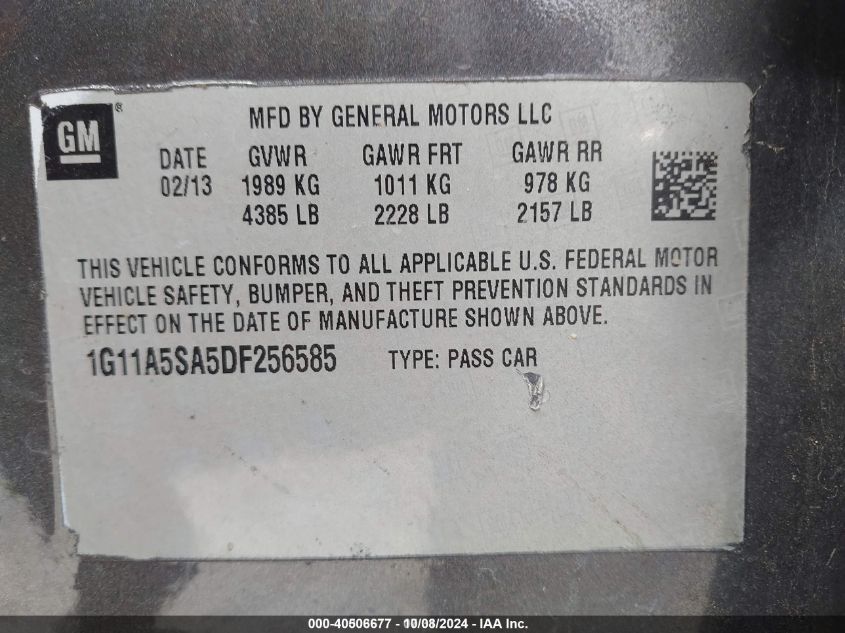 GM®
MFD BY GENERAL MOTORS LLC
DATE GVWR GAWR FRT GAWR RR
02/13 1989 KG 1011 KG 978 KG
4385 LB 2228 LB 2157 LB
THIS VEHICLE CONFORMS TO ALL APPLICABLE U.S. FEDERAL MOTOR
VEHICLE SAFETY, BUMPER, AND THEFT PREVENTION STANDARDS IN
EFFECT ON THE DATE OF MANUFACTURE SHOWN ABOVE.
1G11A5SA5DF256585 TYPE: PASS CAR
000-40506677 - 10/08/2024 - IAA Inc.